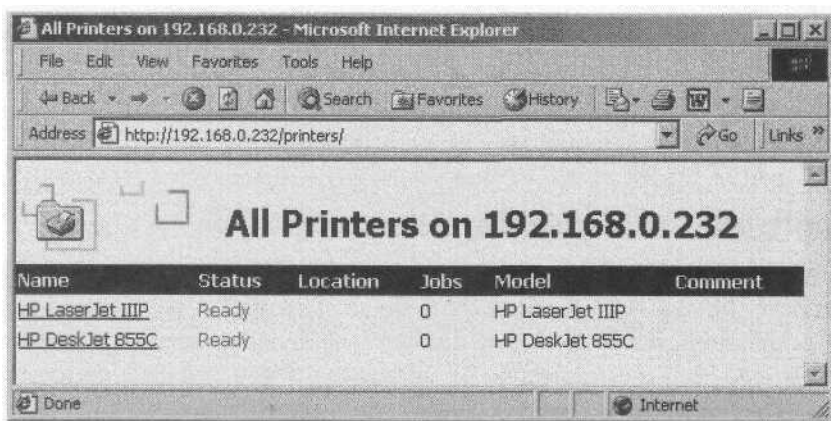 All Printers on 192.168.0.232 - Microsoft Internet Explorer
File Edit View Favorites Tools Help
Back Search Favorites History
Address http://192.168.0.232/printers/ Go Links »
All Printers on 192.168.0.232
Name Status Location Jobs Model Comment
HP LaserJet IIIP Ready 0 HP LaserJet IIIP
HP DeskJet 855C Ready 0 HP DeskJet 855C
Done Internet